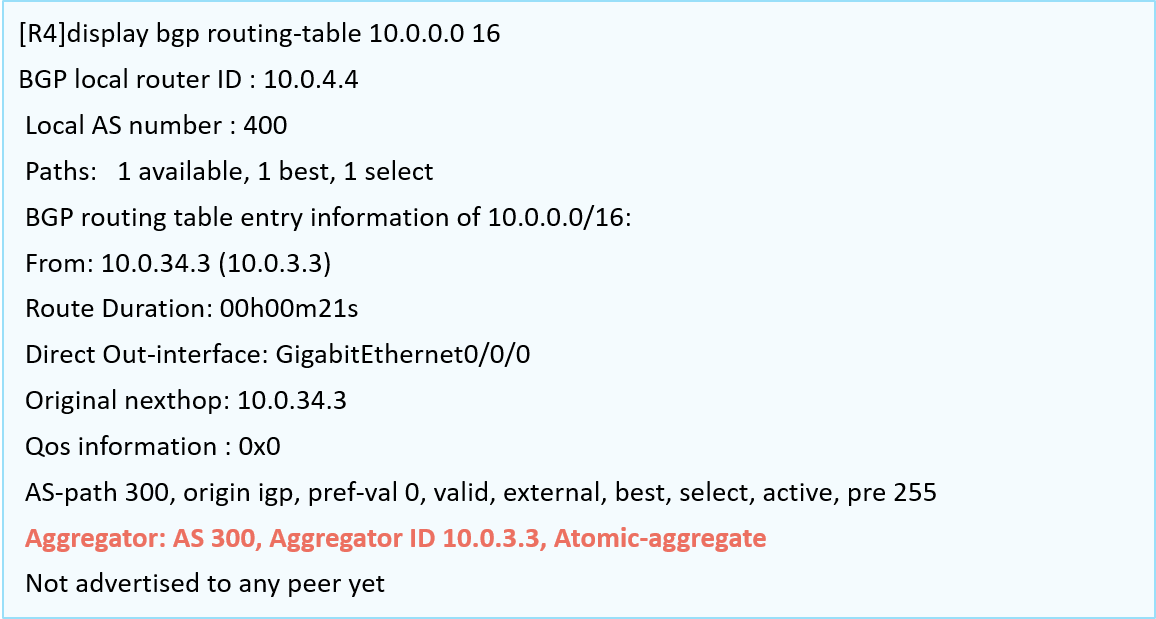 [R4]display bgp routing-table 10.0.0.0 16
BGP local router ID : 10.0.4.4
Local AS number : 400
Paths:   1 available, 1 best, 1 select
BGP routing table entry information of 10.0.0.0/16:
From: 10.0.34.3 (10.0.3.3)
Route Duration: 00h00m21s
Direct Out-interface: GigabitEthernet0/0/0
Original nexthop: 10.0.34.3
Qos information : 0x0
AS-path 300, origin igp, pref-val 0, valid, external, best, select, active, pre 255
Aggregator: AS 300, Aggregator ID 10.0.3.3, Atomic-aggregate
Not advertised to any peer yet